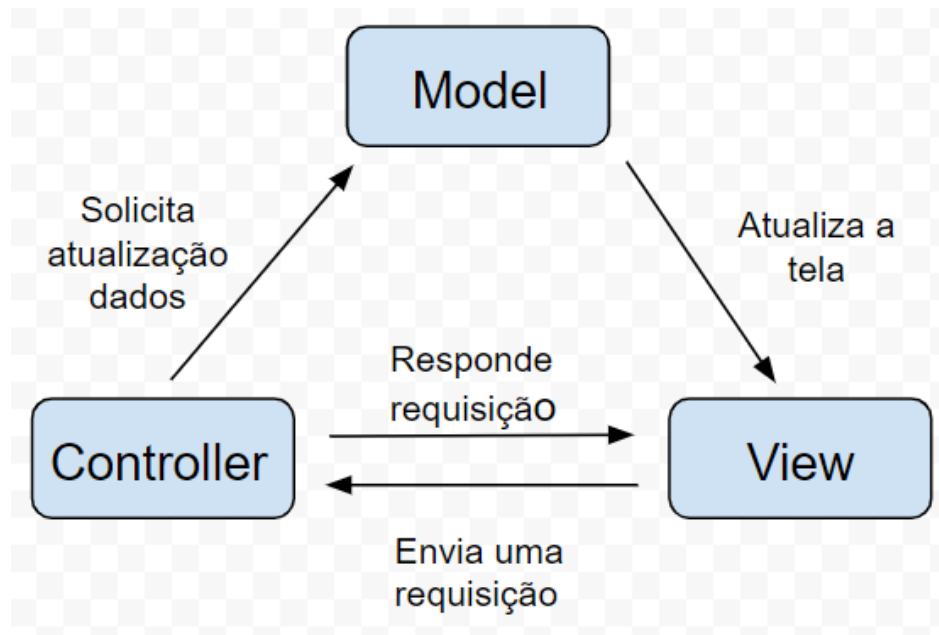 Model
Solicita
atualização
dados
Atualiza a
tela
Responde
requisição
Controller
View
Envia uma
requisição